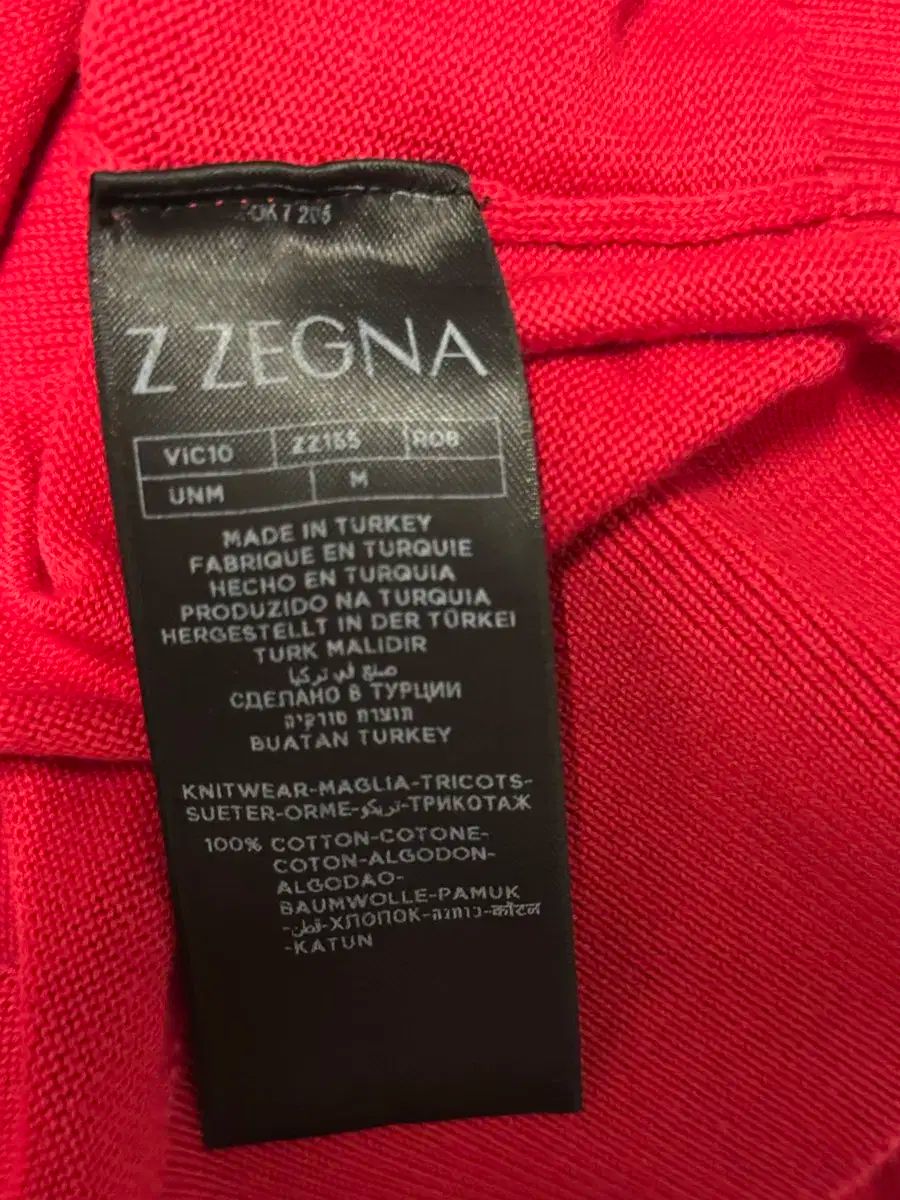 Z ZEGNA
VIC10 ZZ165 R08
UNM M
MADE IN TURKEY
FABRIQUE EN TURQUIE
HECHO EN TURQUIA
PRODUZIDO NA TURQUIA
HERGESTELLT IN DER TÜRKEI
TURK MALIDIR
صنع في تركيا
СДЕЛАНО В ТУРЦИИ
תוצרת טורקיה
BUATAN TURKEY
KNITWEAR-MAGLIA-TRICOTS-
SUETER-ORME-تريكو-ТРИКОТАЖ
100% COTTON-COTONE-
COTON-ALGODON-
ALGODAO-
BAUMWOLLE-PAMUK
-قطن-ХЛОПОК-כותנה-कॉटन
-KATUN